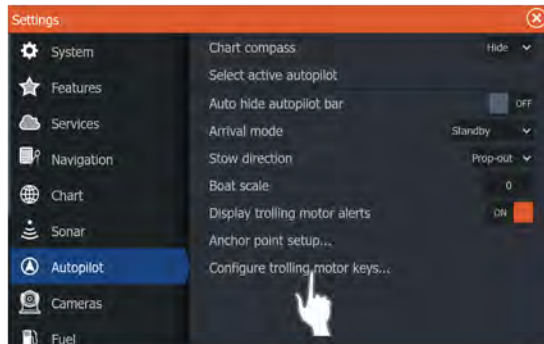 Settings
System
Features
Services
Navigation
Chart
Sonar
Autopilot
Cameras
Fuel
Chart compass Hide
Select active autopilot
Auto hide autopilot bar OFF
Arrival mode Standby
Stow direction Prop-out
Boat scale 0
Display trolling motor alerts ON
Anchor point setup...
Configure trolling motor keys...